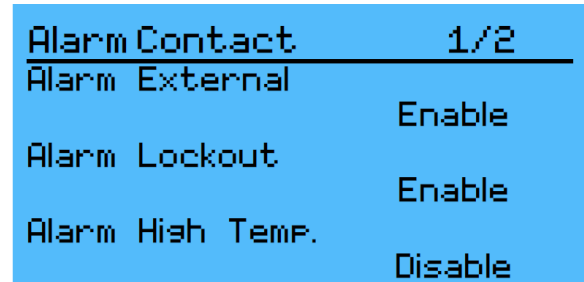 Alarm Contact 1/2
Alarm External
Enable
Alarm Lockout
Enable
Alarm High Temp.
Disable